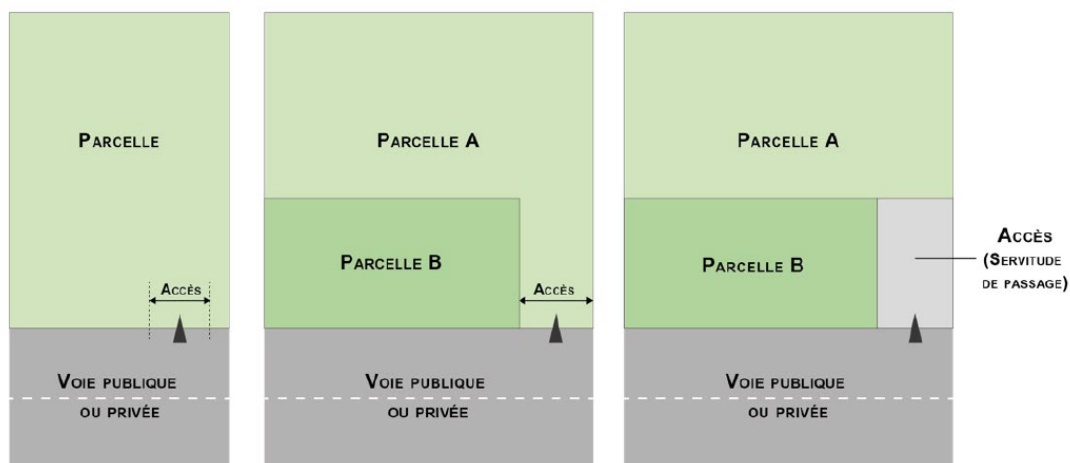 PARCELLE
ACCÈS
VOIE PUBLIQUE
OU PRIVÉE
PARCELLE A
PARCELLE B
ACCÈS
VOIE PUBLIQUE
OU PRIVÉE
PARCELLE A
PARCELLE B
ACCÈS
(SERVITUDE
DE PASSAGE)
VOIE PUBLIQUE
OU PRIVÉE